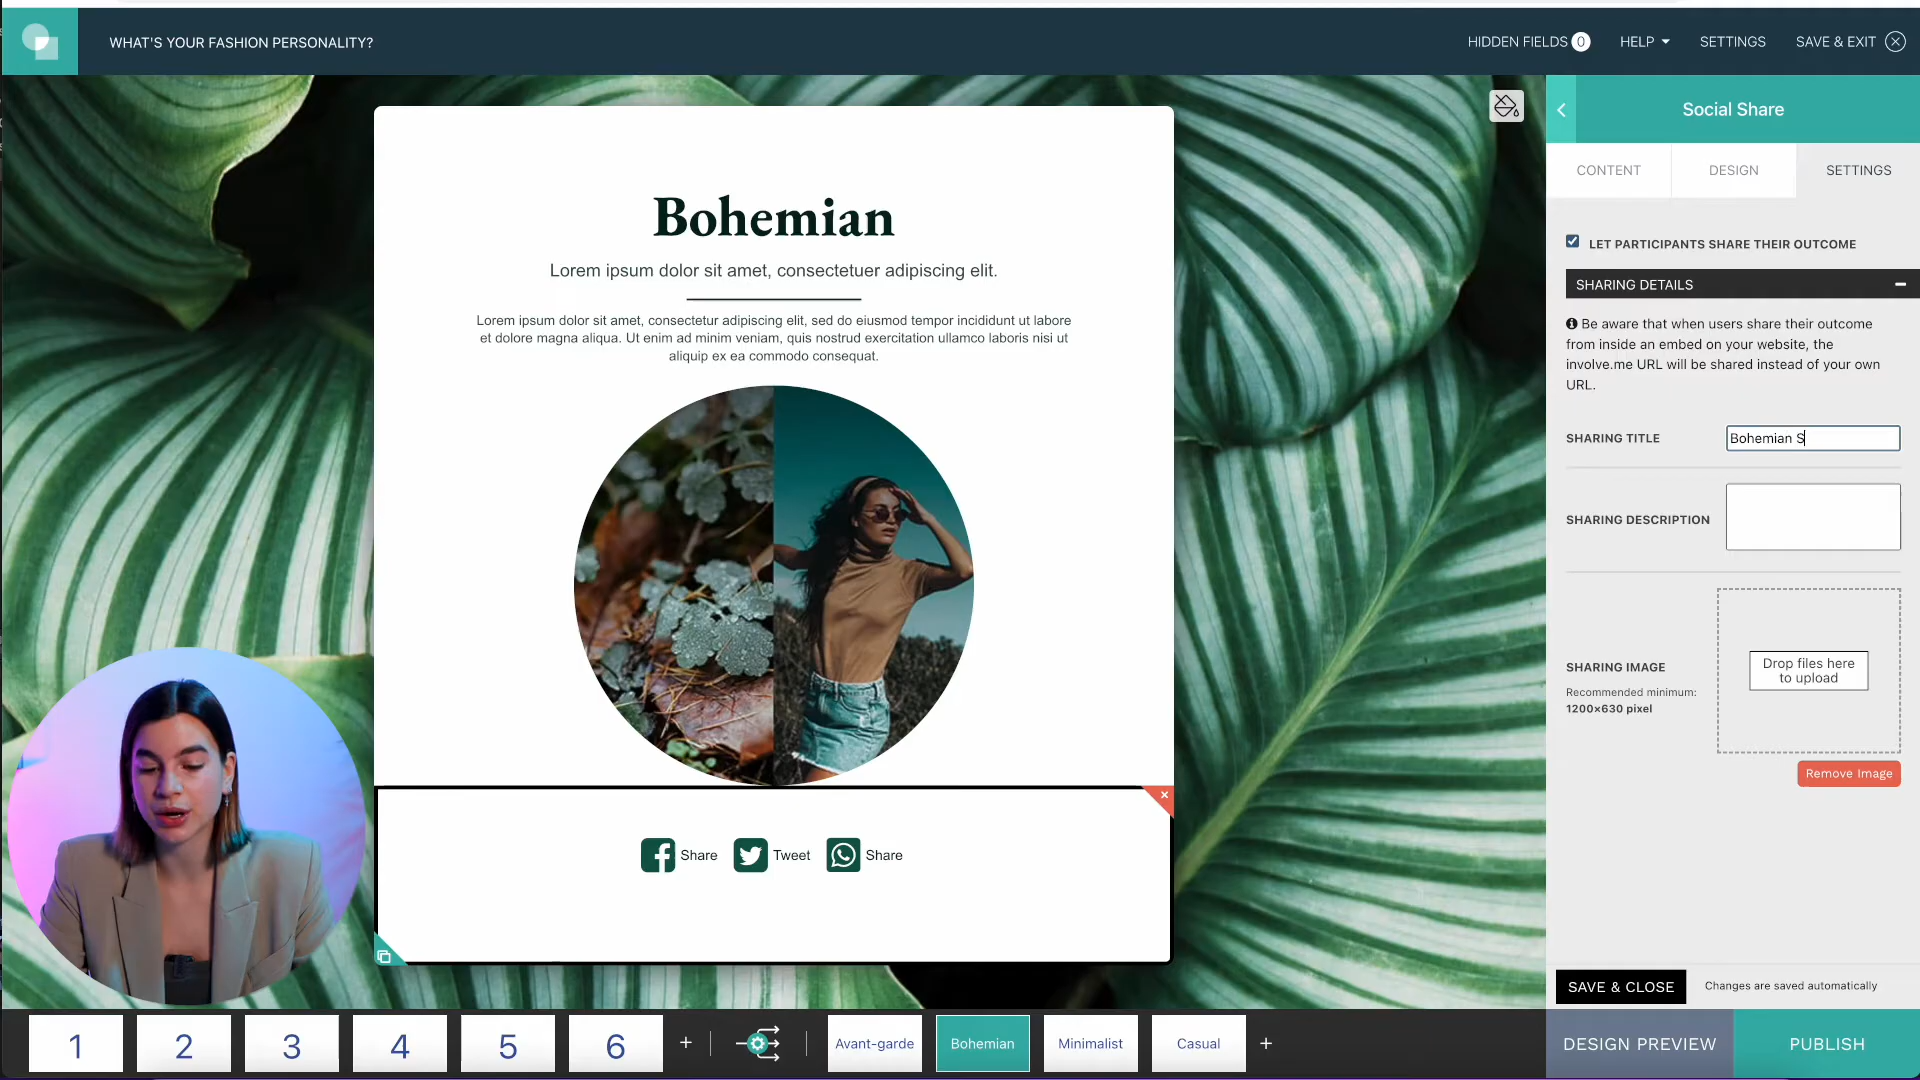 WHAT'S YOUR FASHION PERSONALITY?
HIDDEN FIELDS 0
HELP
SETTINGS
SAVE & EXIT
Social Share
CONTENT
DESIGN
SETTINGS
LET PARTICIPANTS SHARE THEIR OUTCOME
SHARING DETAILS
Be aware that when users share their outcome
from inside an embed on your website, the
involve.me URL will be shared instead of your own
URL.
SHARING TITLE
Bohemian S
SHARING DESCRIPTION
SHARING IMAGE
Recommended minimum:
1200×630 pixel
Drop files here
to upload
Remove Image
SAVE & CLOSE
Changes are saved automatically
DESIGN PREVIEW
PUBLISH
Bohemian
Lorem ipsum dolor sit amet, consectetuer adipiscing elit.
Lorem ipsum dolor sit amet, consectetur adipiscing elit, sed do eiusmod tempor incididunt ut labore
et dolore magna aliqua. Ut enim ad minim veniam, quis nostrud exercitation ullamco laboris nisi ut
aliquip ex ea commodo consequat.
Share
Tweet
Share
1
2
3
4
5
6
+
Avant-garde
Bohemian
Minimalist
Casual
+